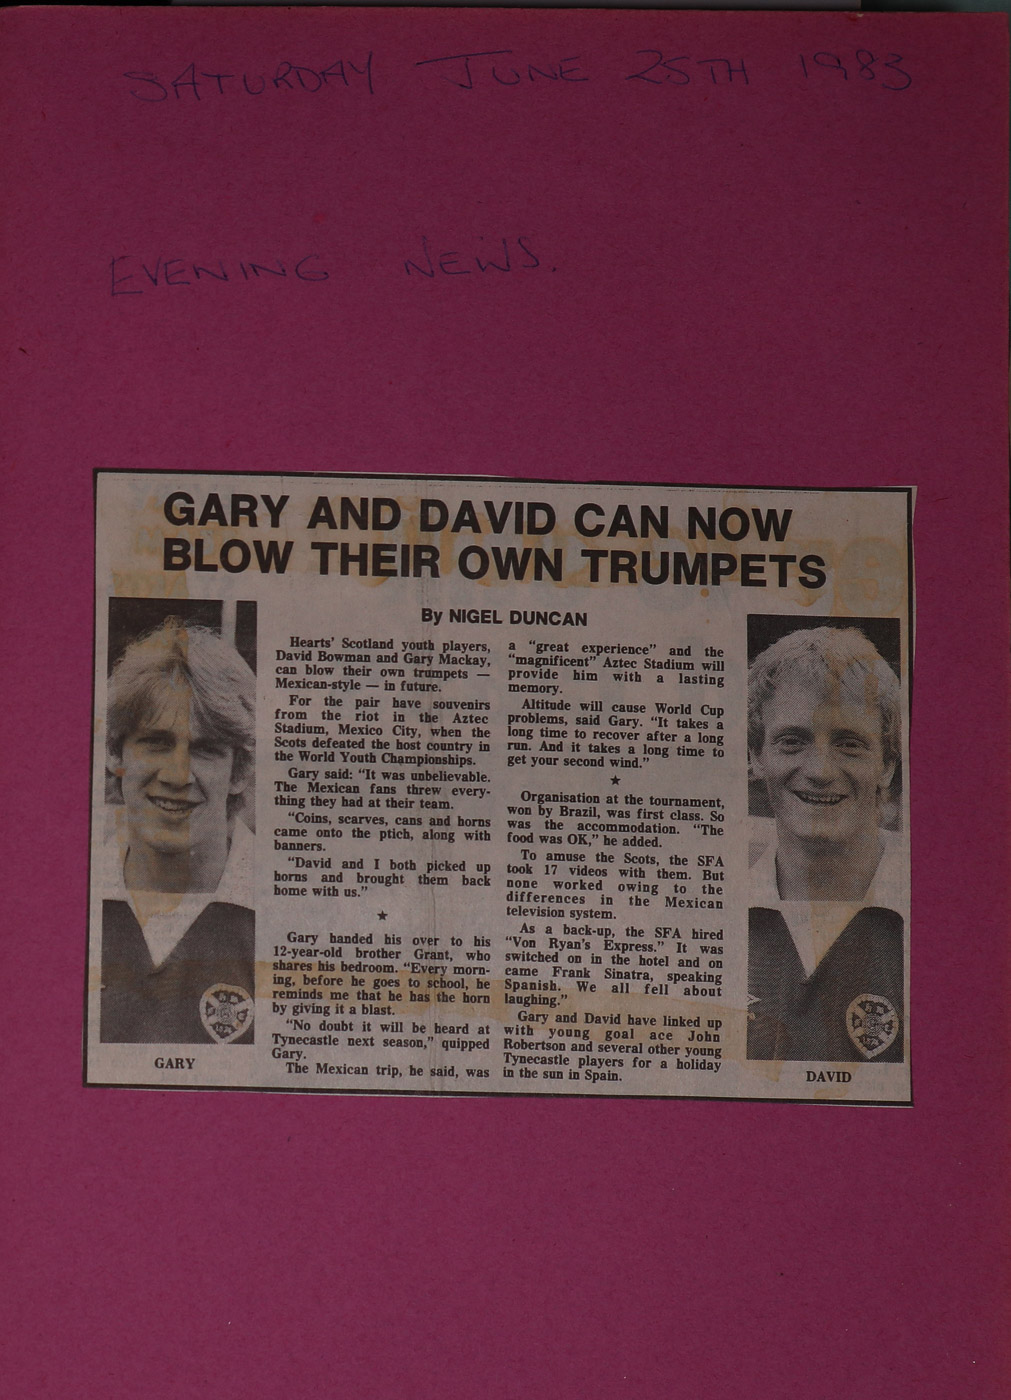 SATURDAY JUNE 25TH 1983
EVENING NEWS.
GARY AND DAVID CAN NOW
BLOW THEIR OWN TRUMPETS
By NIGEL DUNCAN
Hearts' Scotland youth players,
David Bowman and Gary Mackay,
can blow their own trumpets —
Mexican-style — in future.
For the pair have souvenirs
from the riot in the Aztec
Stadium, Mexico City, when the
Scots defeated the host country in
the World Youth Championships.
Gary said: "It was unbelievable.
The Mexican fans threw every-
thing they had at their team.
"Coins, scarves, cans and horns
came onto the ptich, along with
banners.
"David and I both picked up
horns and brought them back
home with us."
★
Gary handed his over to his
12-year-old brother Grant, who
shares his bedroom. "Every morn-
ing, before he goes to school, he
reminds me that he has the horn
by giving it a blast.
"No doubt it will be heard at
Tynecastle next season," quipped
Gary.
The Mexican trip, he said, was
a "great experience" and the
"magnificent" Aztec Stadium will
provide him with a lasting
memory.
Altitude will cause World Cup
problems, said Gary. "It takes a
long time to recover after a long
run. And it takes a long time to
get your second wind."
★
Organisation at the tournament,
won by Brazil, was first class. So
was the accommodation. "The
food was OK," he added.
To amuse the Scots, the SFA
took 17 videos with them. But
none worked owing to the
differences in the Mexican
television system.
As a back-up, the SFA hired
"Von Ryan's Express." It was
switched on in the hotel and on
came Frank Sinatra, speaking
Spanish. We all fell about
laughing."
Gary and David have linked up
with young goal ace John
Robertson and several other young
Tynecastle players for a holiday
in the sun in Spain.
GARY
DAVID